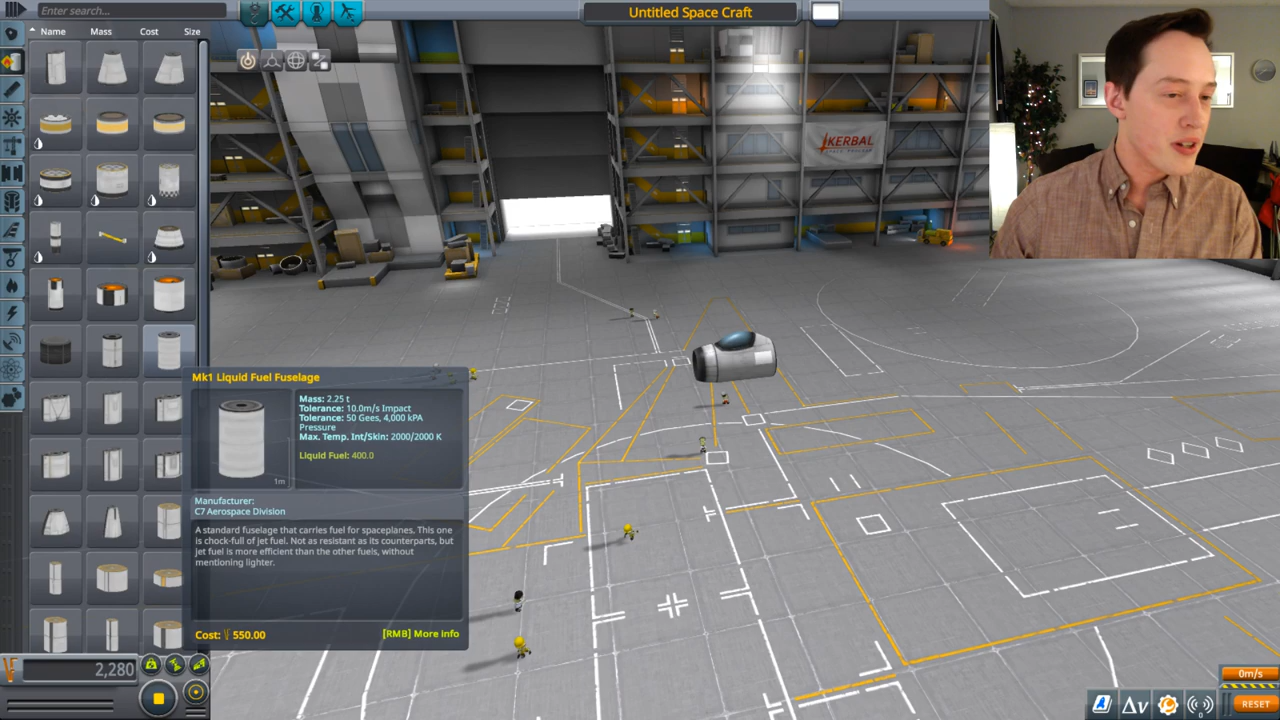 Enter search...
Untitled Space Craft
Name Mass Cost Size
KERBAL
SPACE PROGRAM
Mk1 Liquid Fuel Fuselage
Mass: 2.25 t
Tolerance: 10.0m/s Impact
Tolerance: 50 Gees, 4,000 kPA
Pressure
Max. Temp. Int/Skin: 2000/2000 K
Liquid Fuel: 400.0
1m
Manufacturer:
C7 Aerospace Division
A standard fuselage that carries fuel for spaceplanes. This one
is chock-full of jet fuel. Not as resistant as its counterparts, but
jet fuel is more efficient than the other fuels, without
mentioning lighter.
Cost: 550.00
[RMB] More info
2,280
0m/s
Δv
0
RESET